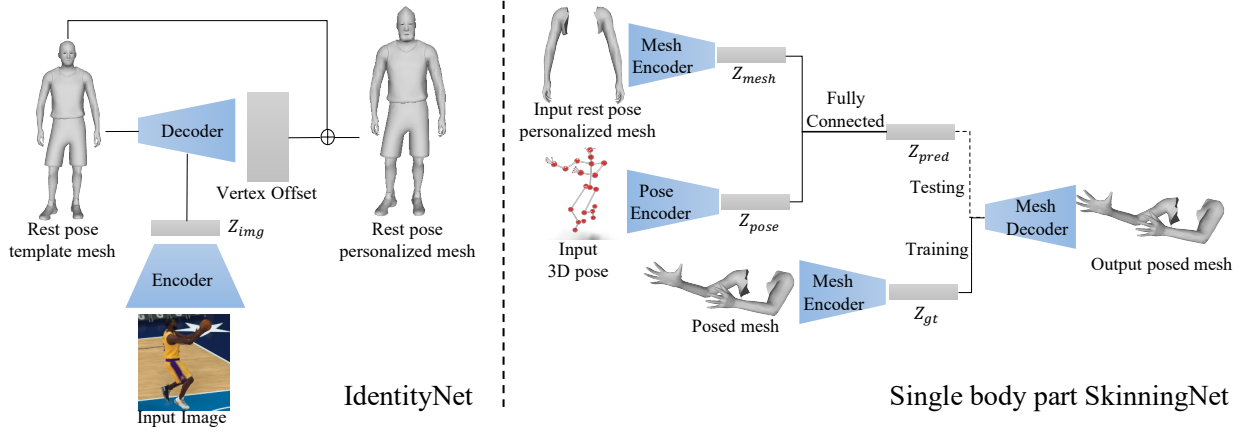 Decoder
Vertex Offset
Rest pose
template mesh
Z_img
Rest pose
personalized mesh
Encoder
Input Image
IdentityNet
Mesh
Encoder
Z_mesh
Input rest pose
personalized mesh
Fully
Connected
Z_pred
Pose
Encoder
Z_pose
Input
3D pose
Testing
Training
Mesh
Decoder
Output posed mesh
Posed mesh
Mesh
Encoder
Z_gt
Single body part SkinningNet